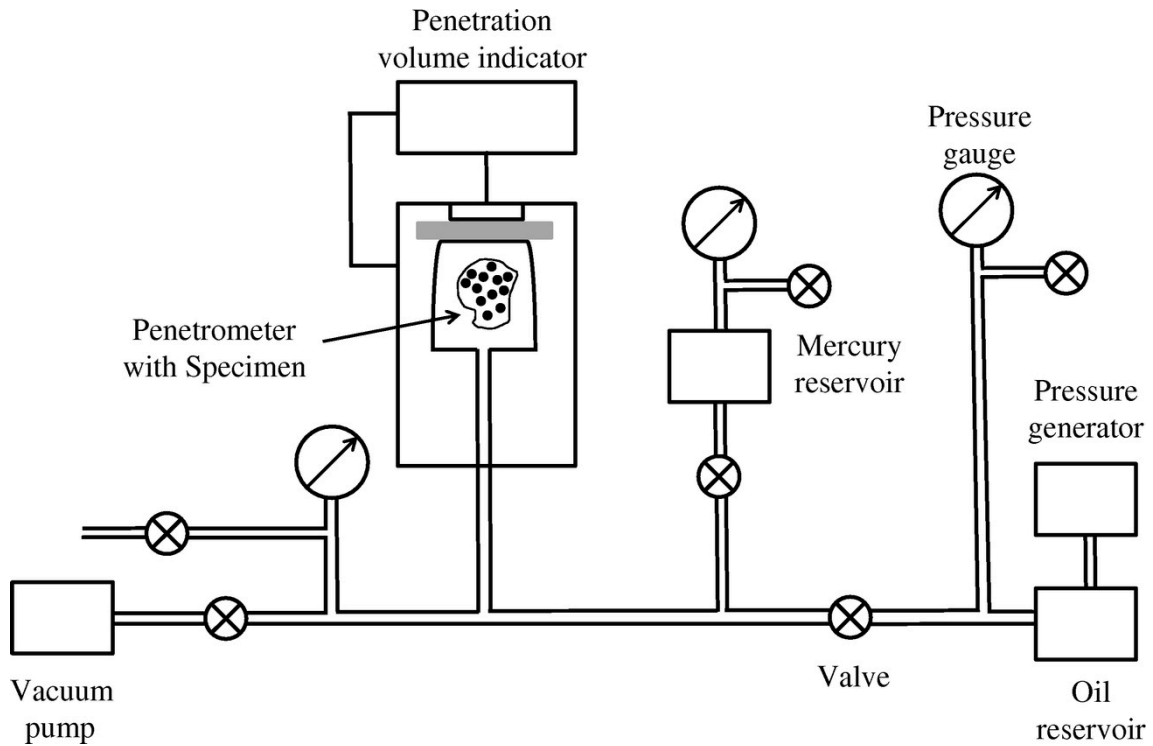 Penetration
volume indicator
Pressure
gauge
Penetrometer
with Specimen
Mercury
reservoir
Pressure
generator
Vacuum
pump
Valve
Oil
reservoir